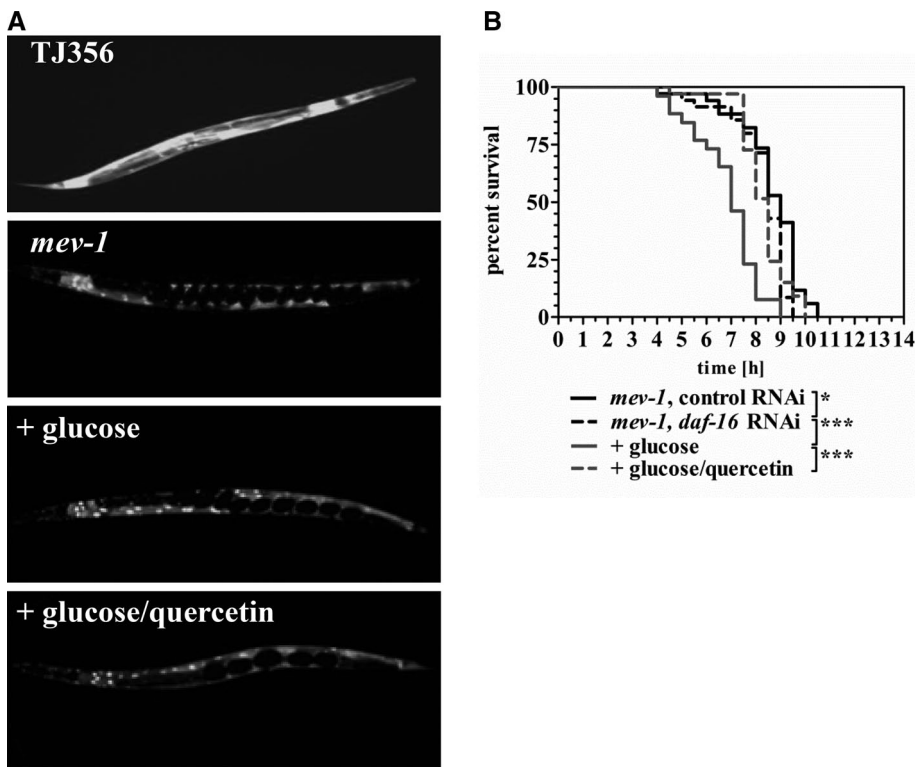 A
TJ356
mev-1
+ glucose
+ glucose/quercetin
B
percent survival
100
75
50
25
0
0 1 2 3 4 5 6 7 8 9 10 11 12 13 14
time [h]
mev-1, control RNAi ] *
mev-1, daf-16 RNAi ] ***
+ glucose ] ***
+ glucose/quercetin